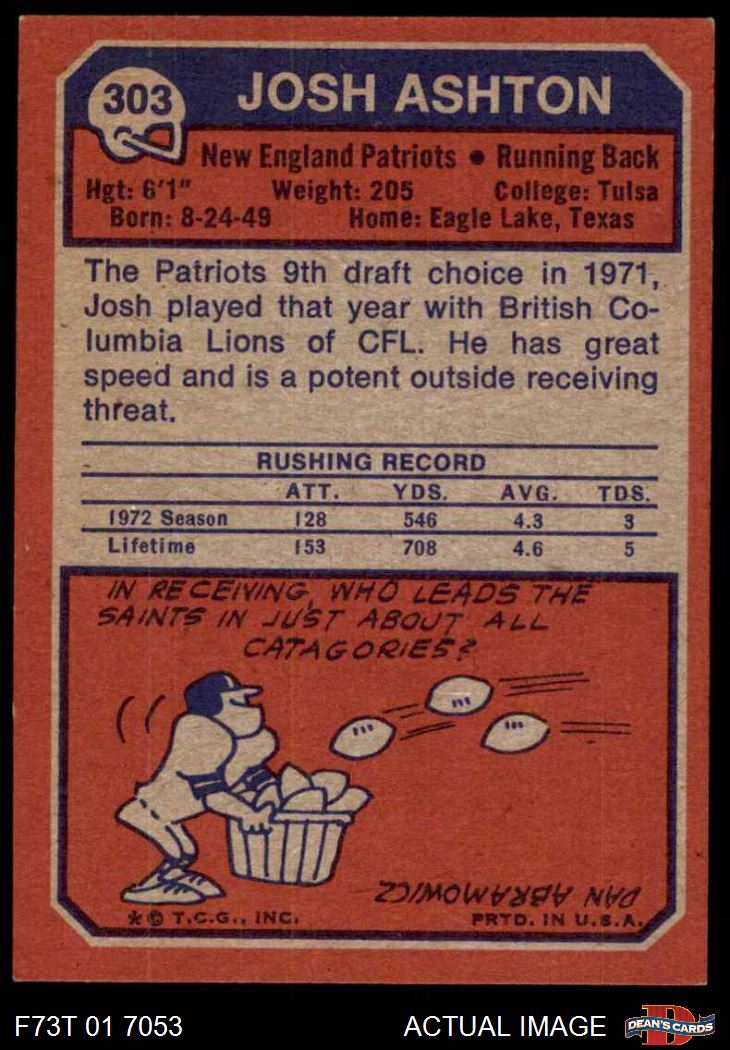 303
JOSH ASHTON
New England Patriots • Running Back
Hgt: 6'1" Weight: 205 College: Tulsa
Born: 8-24-49 Home: Eagle Lake, Texas
The Patriots 9th draft choice in 1971,
Josh played that year with British Co-
lumbia Lions of CFL. He has great
speed and is a potent outside receiving
threat.
RUSHING RECORD
ATT. YDS. AVG. TDS.
1972 Season 128 546 4.3 3
Lifetime 153 708 4.6 5
IN RECEIVING, WHO LEADS THE
SAINTS IN JUST ABOUT ALL
CATAGORIES?
DAN ABRAMOWICZ
* © T.C.G., INC. PRTD. IN U.S.A.
F73T 01 7053 ACTUAL IMAGE
D
DEAN'S CARDS